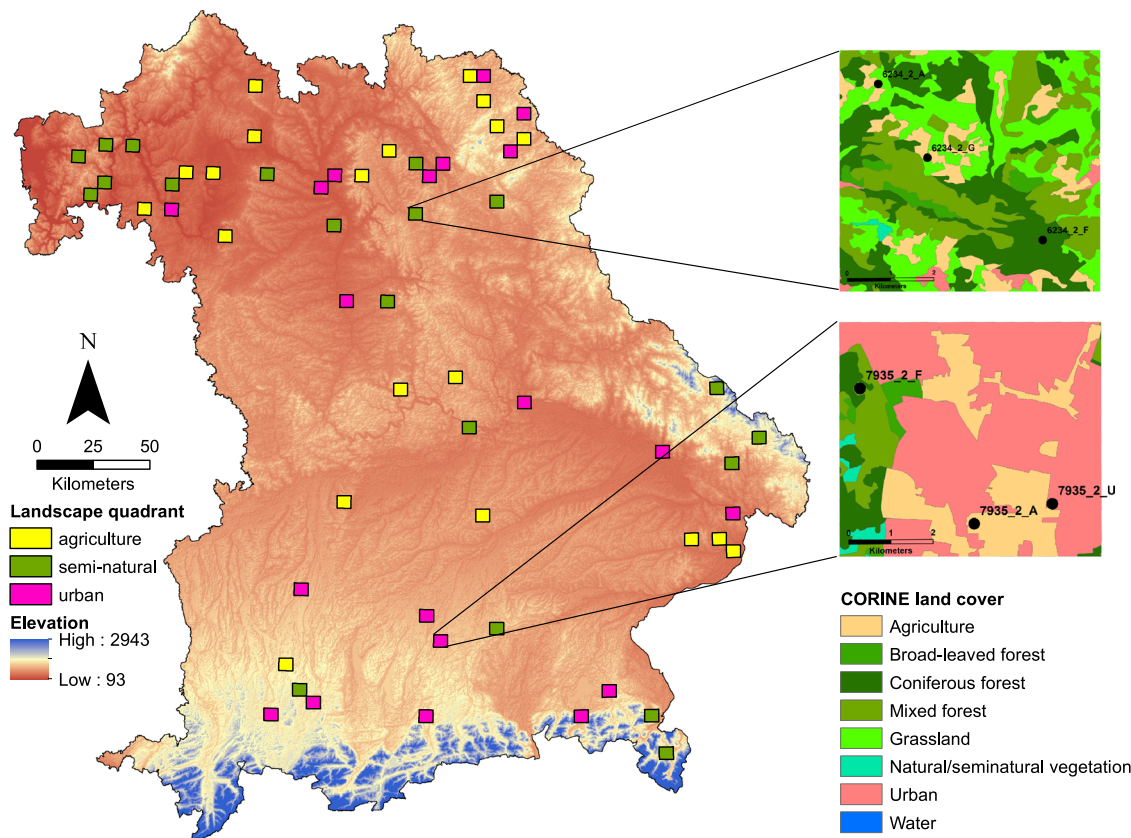 N
0 25 50
Kilometers
Landscape quadrant
agriculture
semi-natural
urban
Elevation
High : 2943
Low : 93
6234_2_A
6234_2_G
6234_2_F
0 1 2
Kilometers
7935_2_F
7935_2_U
7935_2_A
0 1 2
Kilometers
CORINE land cover
Agriculture
Broad-leaved forest
Coniferous forest
Mixed forest
Grassland
Natural/seminatural vegetation
Urban
Water